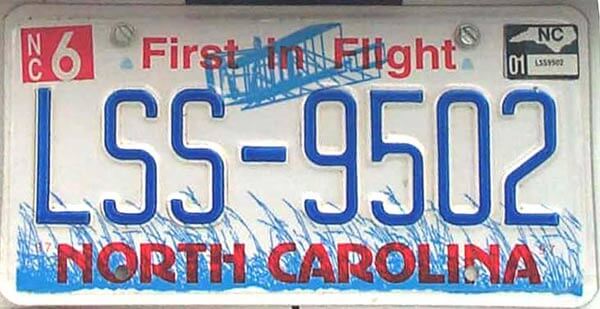 NC 6
First in Flight
NC
01 LSS9502
LSS-9502
NORTH CAROLINA